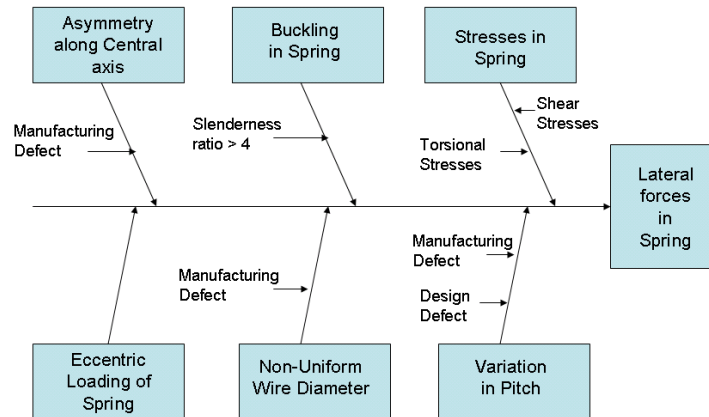 Asymmetry
along Central
axis
Buckling
in Spring
Stresses in
Spring
Manufacturing
Defect
Slenderness
ratio > 4
Shear
Stresses
Torsional
Stresses
Lateral
forces
in
Spring
Manufacturing
Defect
Manufacturing
Defect
Design
Defect
Eccentric
Loading of
Spring
Non-Uniform
Wire Diameter
Variation
in Pitch